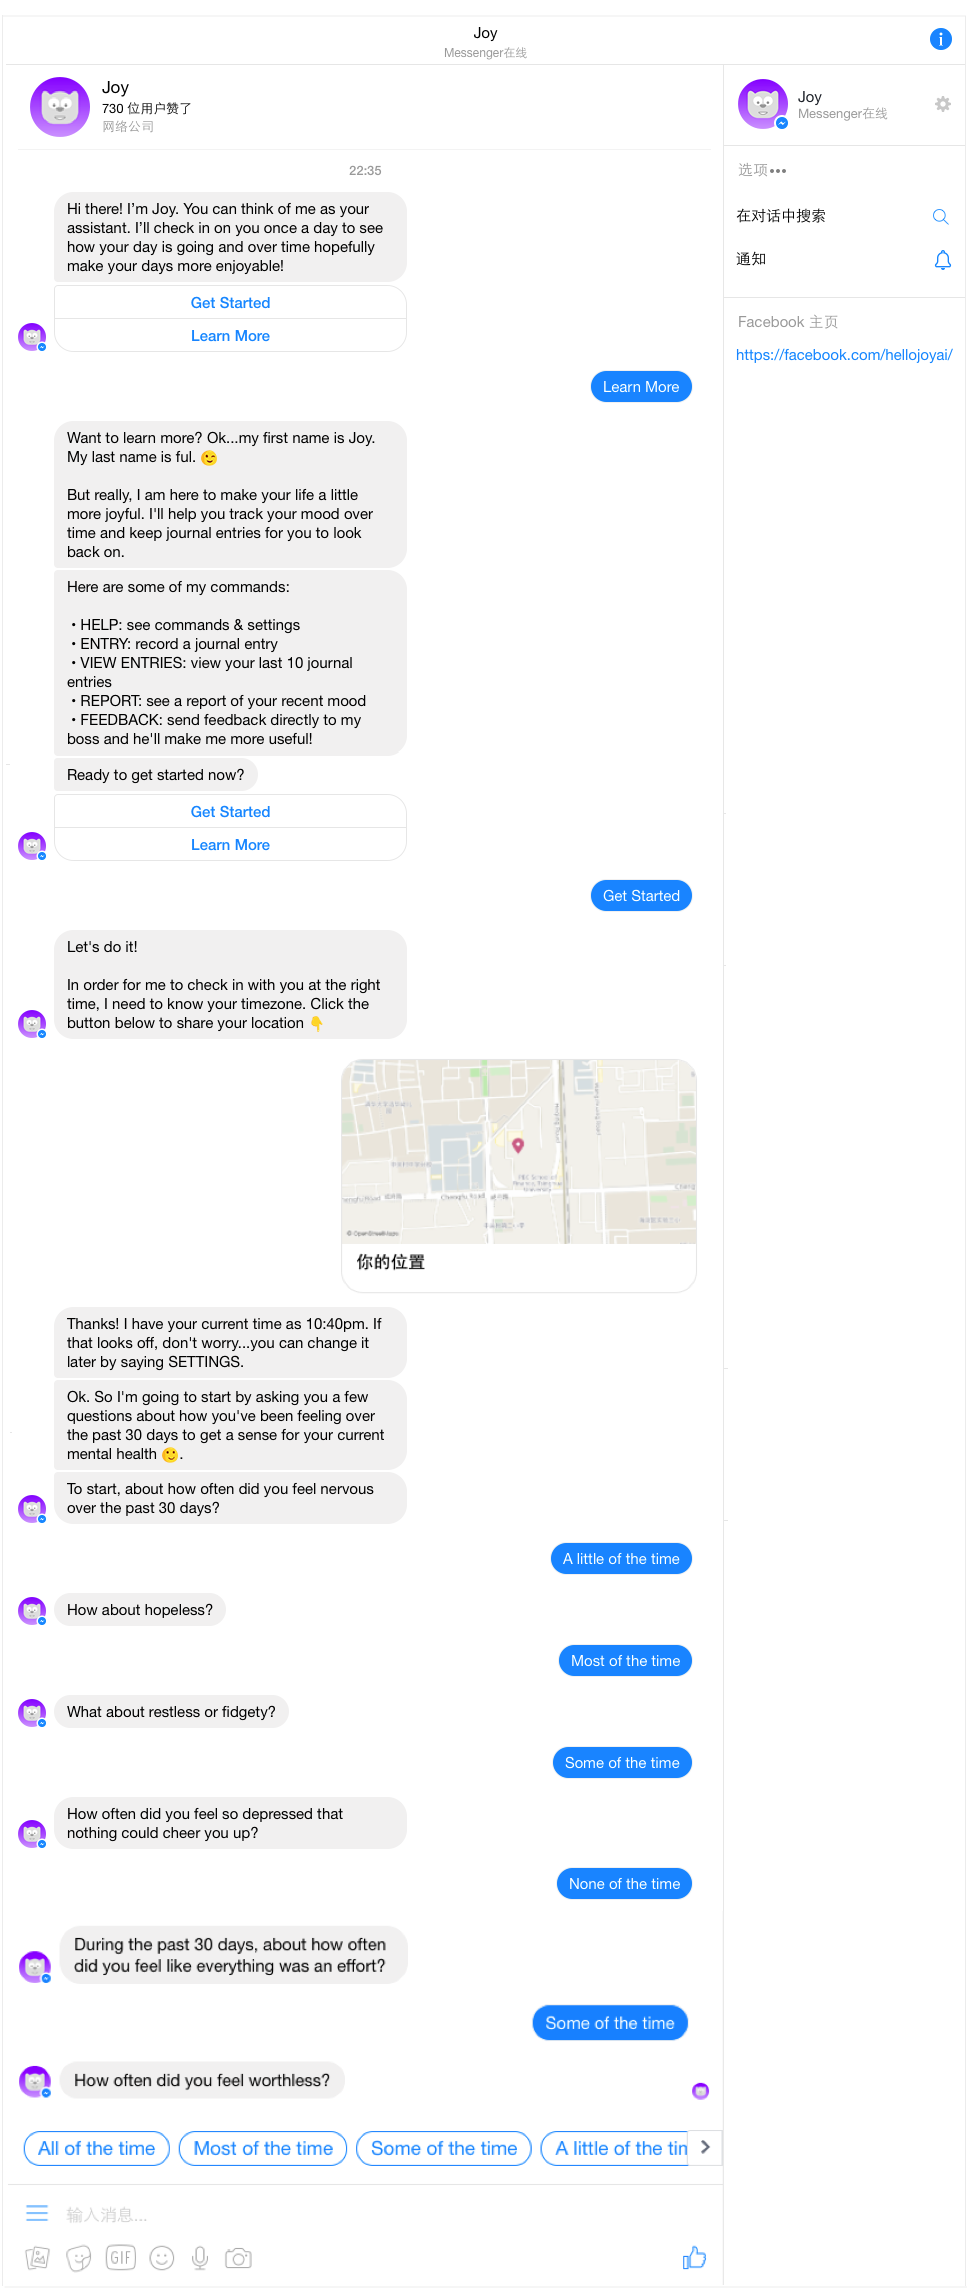 Joy
Messenger在线
Joy
730 位用户赞了
网络公司
Joy
Messenger在线
选项•••
在对话中搜索
通知
Facebook 主页
https://facebook.com/hellojoyai/
22:35
Hi there! I’m Joy. You can think of me as your
assistant. I’ll check in on you once a day to see
how your day is going and over time hopefully
make your days more enjoyable!
Get Started
Learn More
Learn More
Want to learn more? Ok...my first name is Joy.
My last name is ful. 😉
But really, I am here to make your life a little
more joyful. I'll help you track your mood over
time and keep journal entries for you to look
back on.
Here are some of my commands:
• HELP: see commands & settings
• ENTRY: record a journal entry
• VIEW ENTRIES: view your last 10 journal
entries
• REPORT: see a report of your recent mood
• FEEDBACK: send feedback directly to my
boss and he'll make me more useful!
Ready to get started now?
Get Started
Learn More
Get Started
Let's do it!
In order for me to check in with you at the right
time, I need to know your timezone. Click the
button below to share your location 👇
Chengfu Road
© OpenStreetMaps
你的位置
Thanks! I have your current time as 10:40pm. If
that looks off, don't worry...you can change it
later by saying SETTINGS.
Ok. So I'm going to start by asking you a few
questions about how you've been feeling over
the past 30 days to get a sense for your current
mental health 🙂.
To start, about how often did you feel nervous
over the past 30 days?
A little of the time
How about hopeless?
Most of the time
What about restless or fidgety?
Some of the time
How often did you feel so depressed that
nothing could cheer you up?
None of the time
During the past 30 days, about how often
did you feel like everything was an effort?
Some of the time
How often did you feel worthless?
All of the time
Most of the time
Some of the time
A little of the tin
输入消息...
GIF